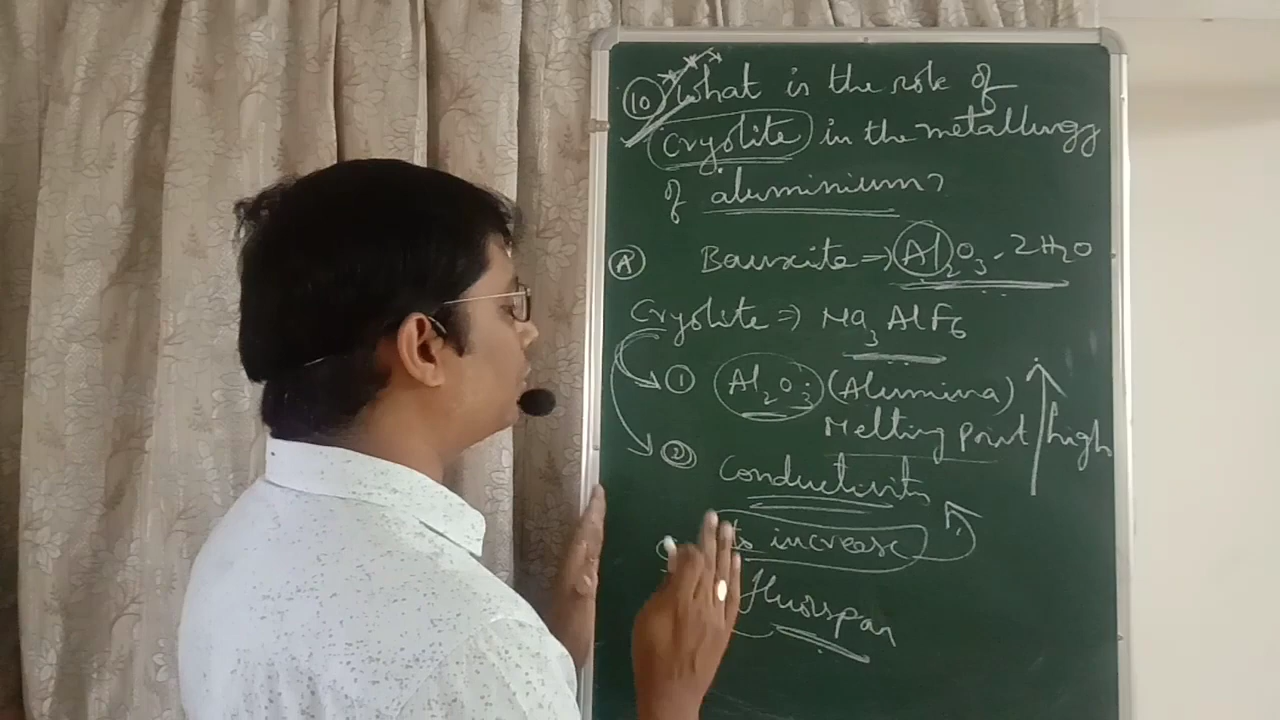 10 What is the role of
Cryolite in the metallurgy
of aluminium?
A Bauxite ⇒ Al2O3. 2H2O
Cryolite ⇒ Na3AlF6
1 Al2O3 (Alumina)
Melting point high
2 Conductivity
to increase
fluorspar